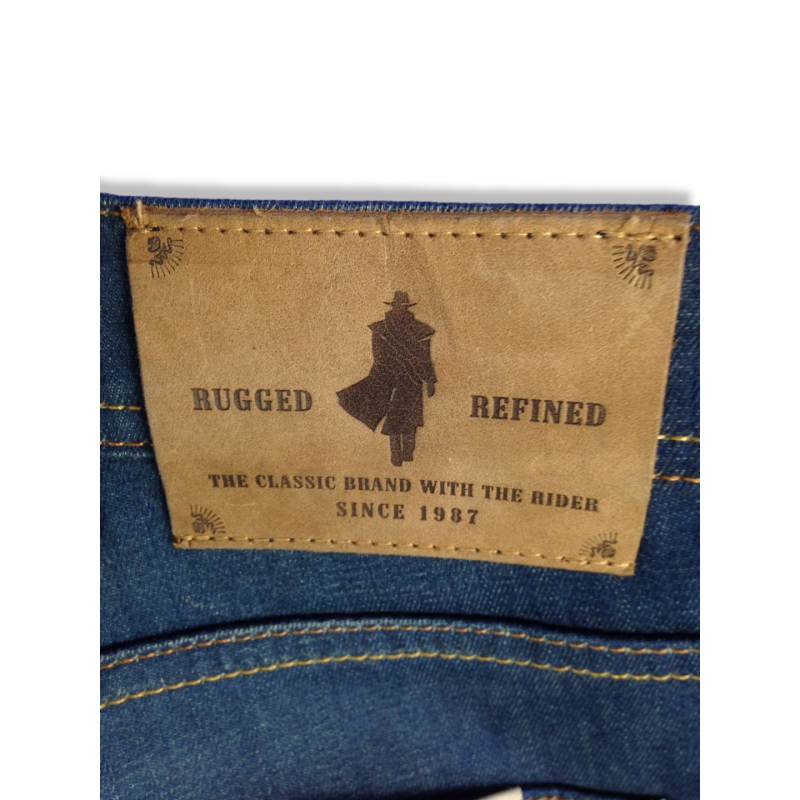 RUGGED REFINED
THE CLASSIC BRAND WITH THE RIDER
SINCE 1987